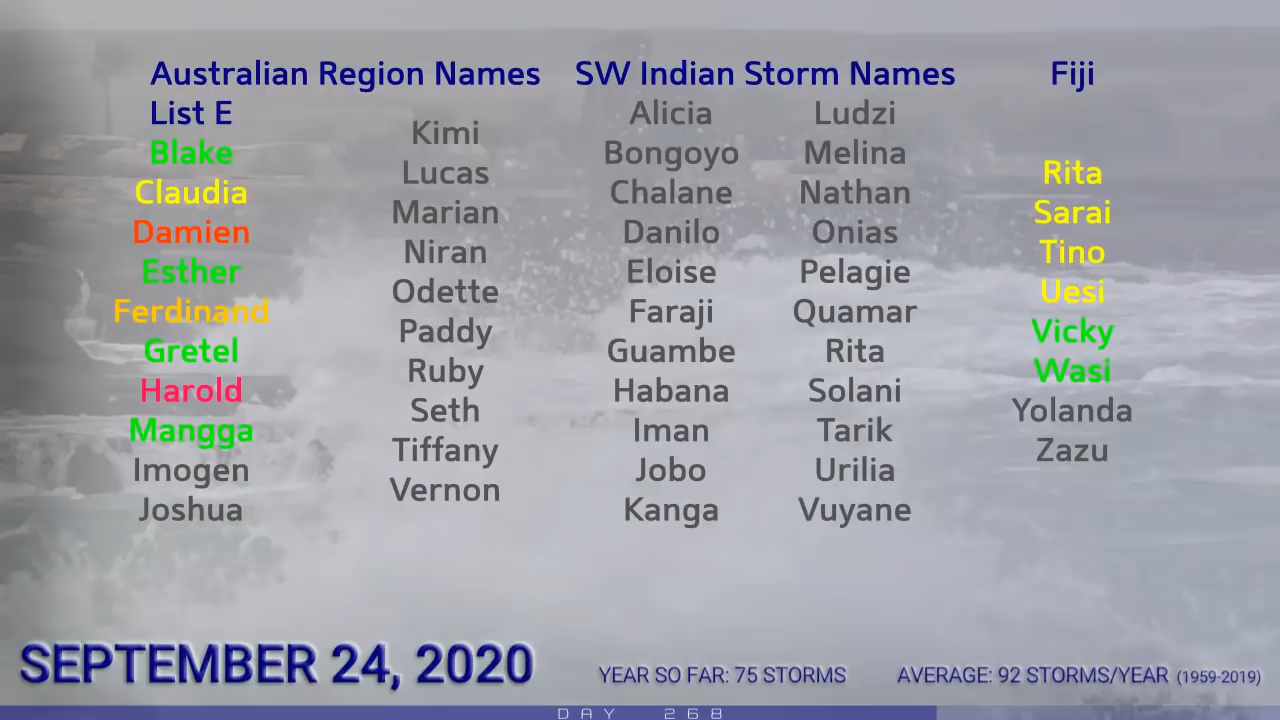 Australian Region Names
List E
Blake
Claudia
Damien
Esther
Ferdinand
Gretel
Harold
Mangga
Imogen
Joshua
Kimi
Lucas
Marian
Niran
Odette
Paddy
Ruby
Seth
Tiffany
Vernon
SW Indian Storm Names
Alicia
Bongoyo
Chalane
Danilo
Eloise
Faraji
Guambe
Habana
Iman
Jobo
Kanga
Ludzi
Melina
Nathan
Onias
Pelagie
Quamar
Rita
Solani
Tarik
Urilia
Vuyane
Fiji
Rita
Sarai
Tino
Uesi
Vicky
Wasi
Yolanda
Zazu
SEPTEMBER 24, 2020
YEAR SO FAR: 75 STORMS
AVERAGE: 92 STORMS/YEAR (1959-2019)
DAY 268